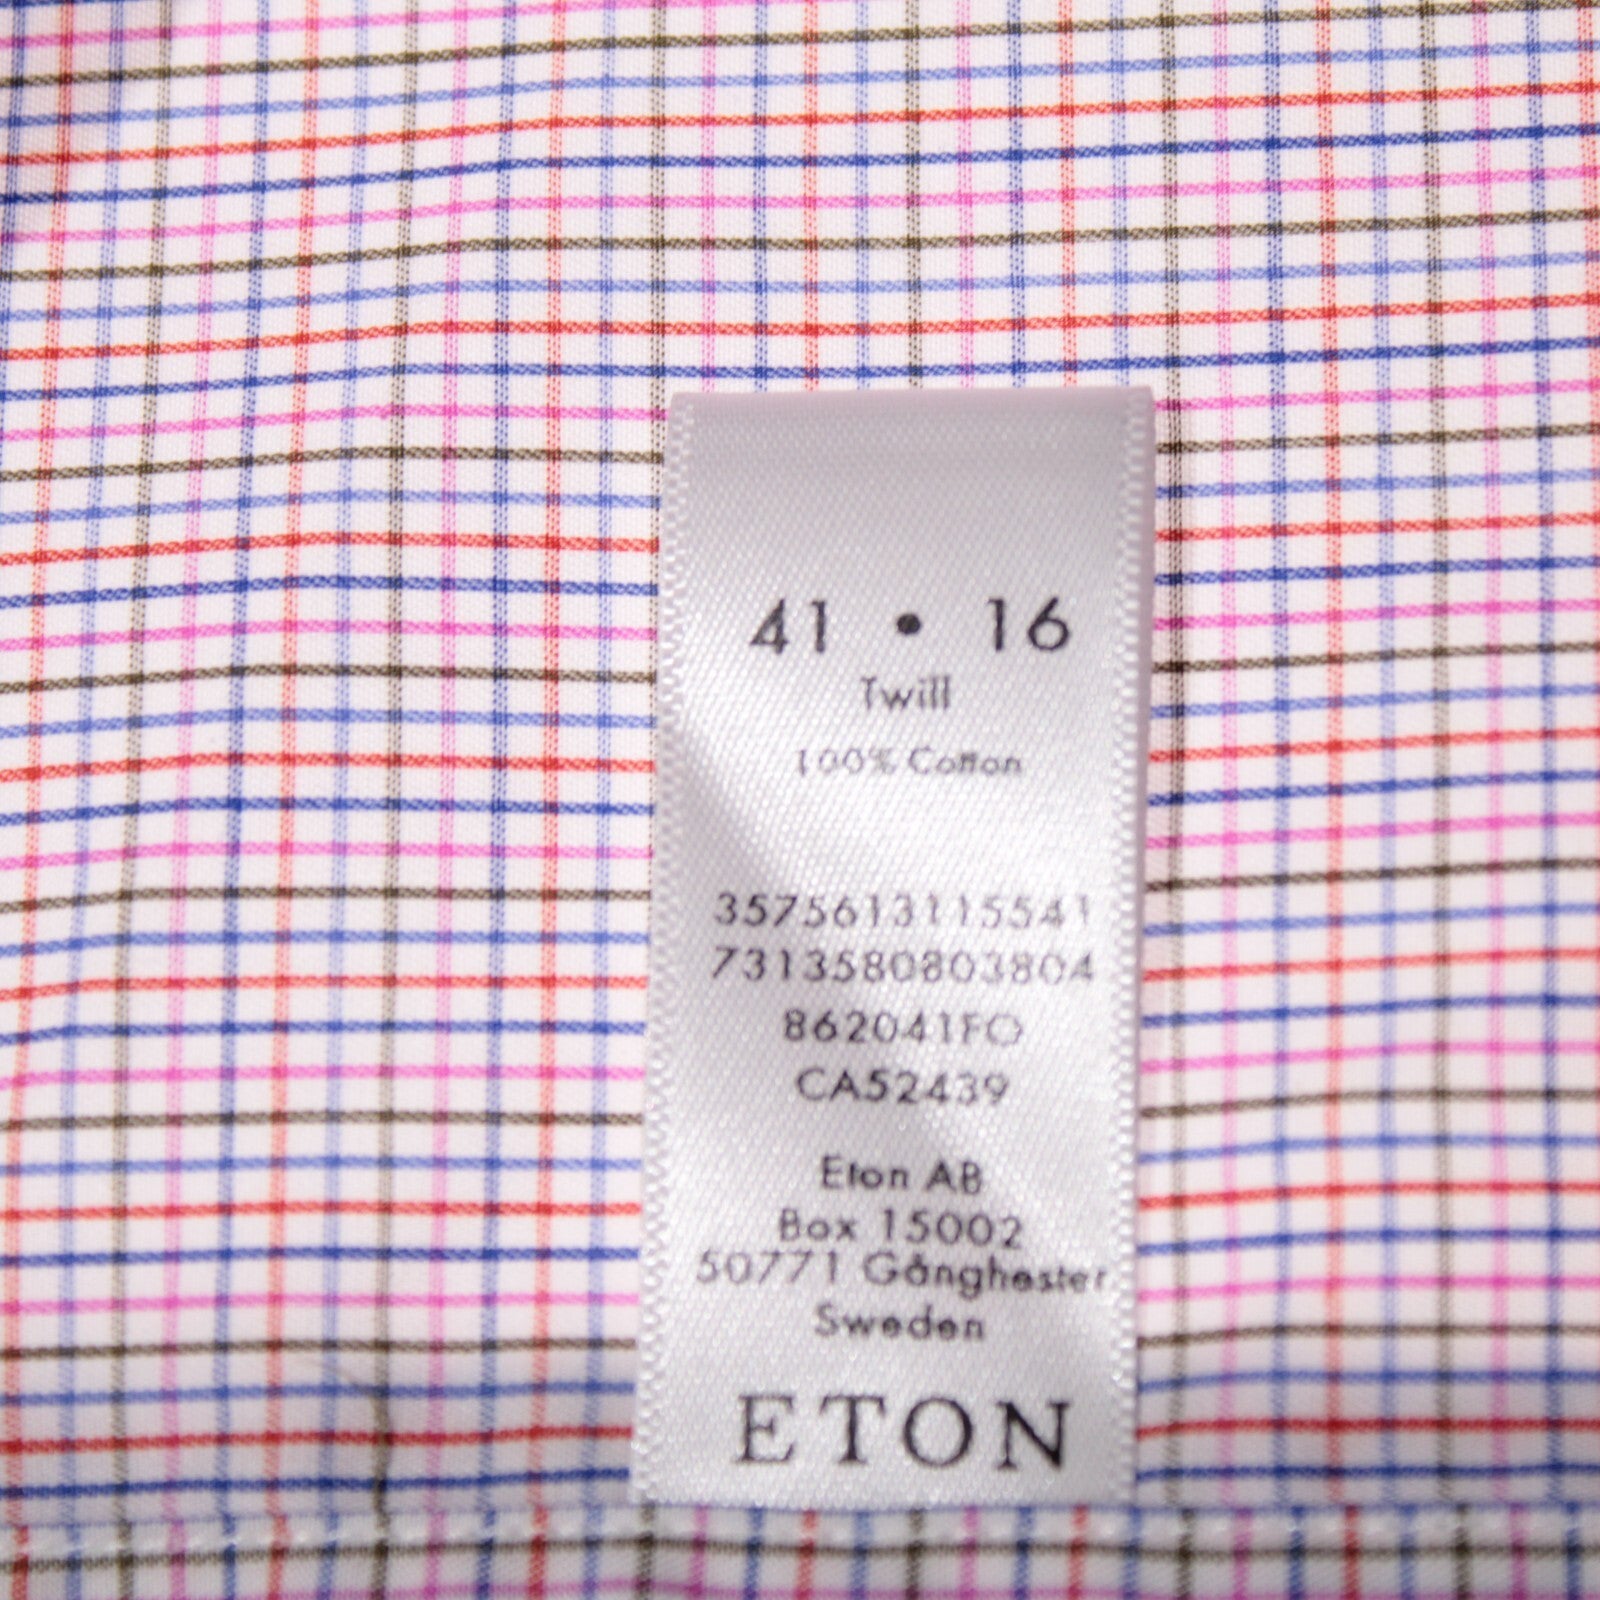 41 • 16
Twill
100% Cotton
3575613115541
7313580803804
862041FO
CA52439
Eton AB
Box 15002
50771 Gånghester
Sweden
ETON